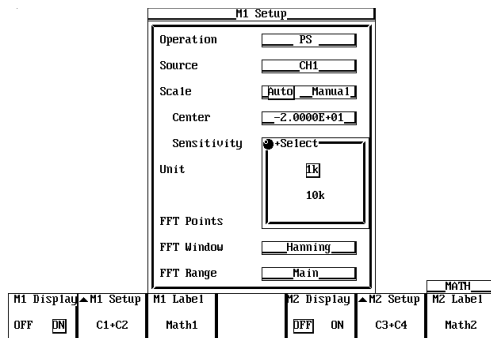 M1 Setup
Operation PS
Source CH1
Scale Auto Manual
Center -2.0000E+01
Sensitivity +Select
Unit 1k
10k
FFT Points
FFT Window Hanning
FFT Range Main
MATH
M1 Display M1 Setup M1 Label M2 Display M2 Setup M2 Label
OFF ON C1+C2 Math1 OFF ON C3+C4 Math2